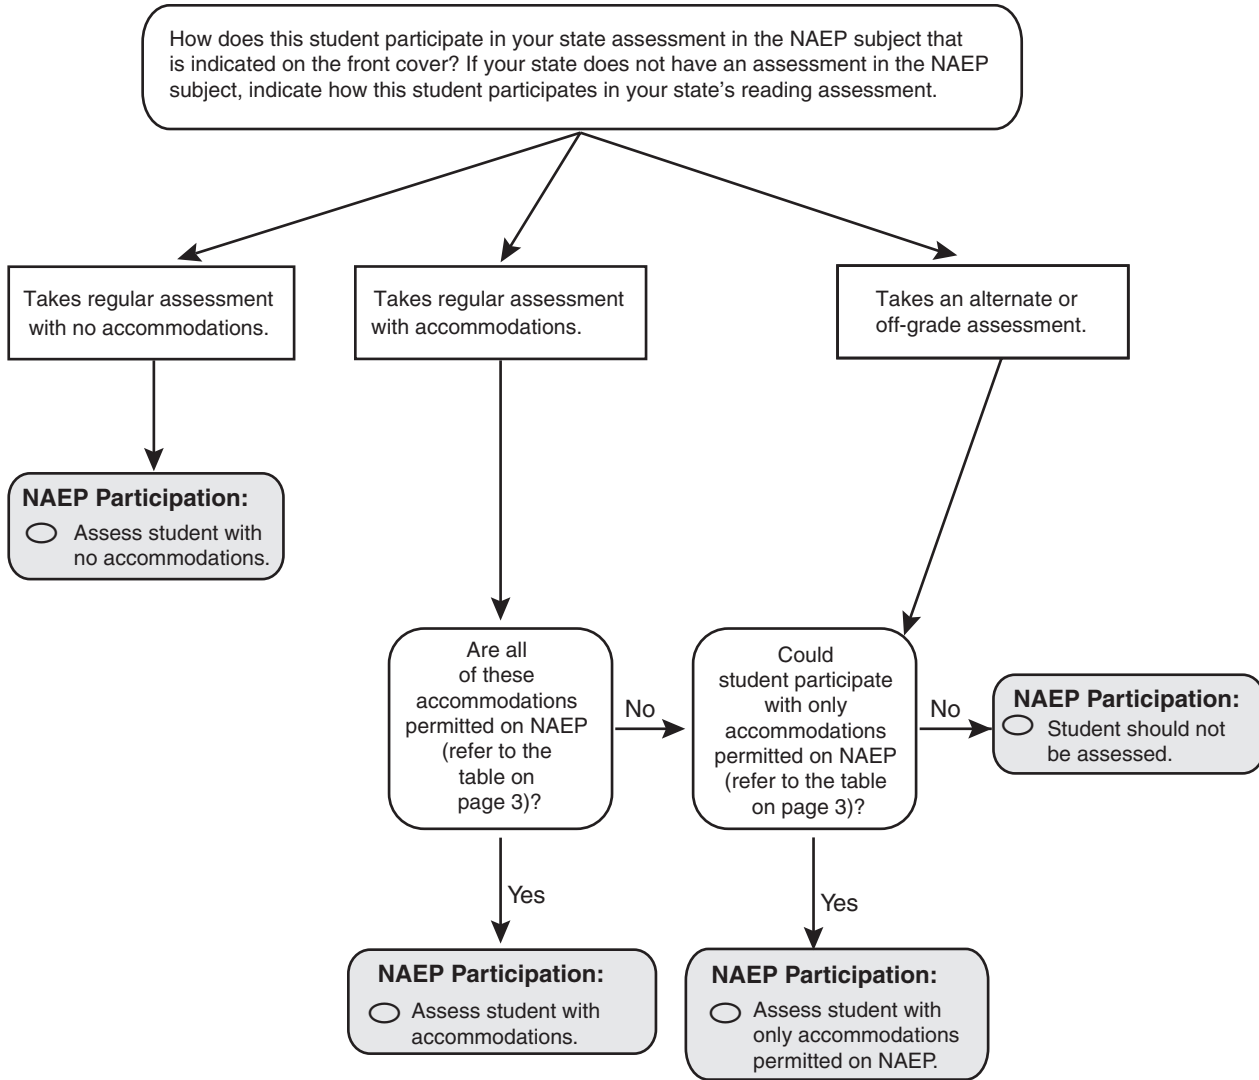 How does this student participate in your state assessment in the NAEP subject that
is indicated on the front cover? If your state does not have an assessment in the NAEP
subject, indicate how this student participates in your state’s reading assessment.
Takes regular assessment
with no accommodations.
Takes regular assessment
with accommodations.
Takes an alternate or
off-grade assessment.
NAEP Participation:
Assess student with
no accommodations.
Are all
of these
accommodations
permitted on NAEP
(refer to the
table on
page 3)?
No
Could
student participate
with only
accommodations
permitted on NAEP
(refer to the table
on page 3)?
No
NAEP Participation:
Student should not
be assessed.
Yes
Yes
NAEP Participation:
Assess student with
accommodations.
NAEP Participation:
Assess student with
only accommodations
permitted on NAEP.